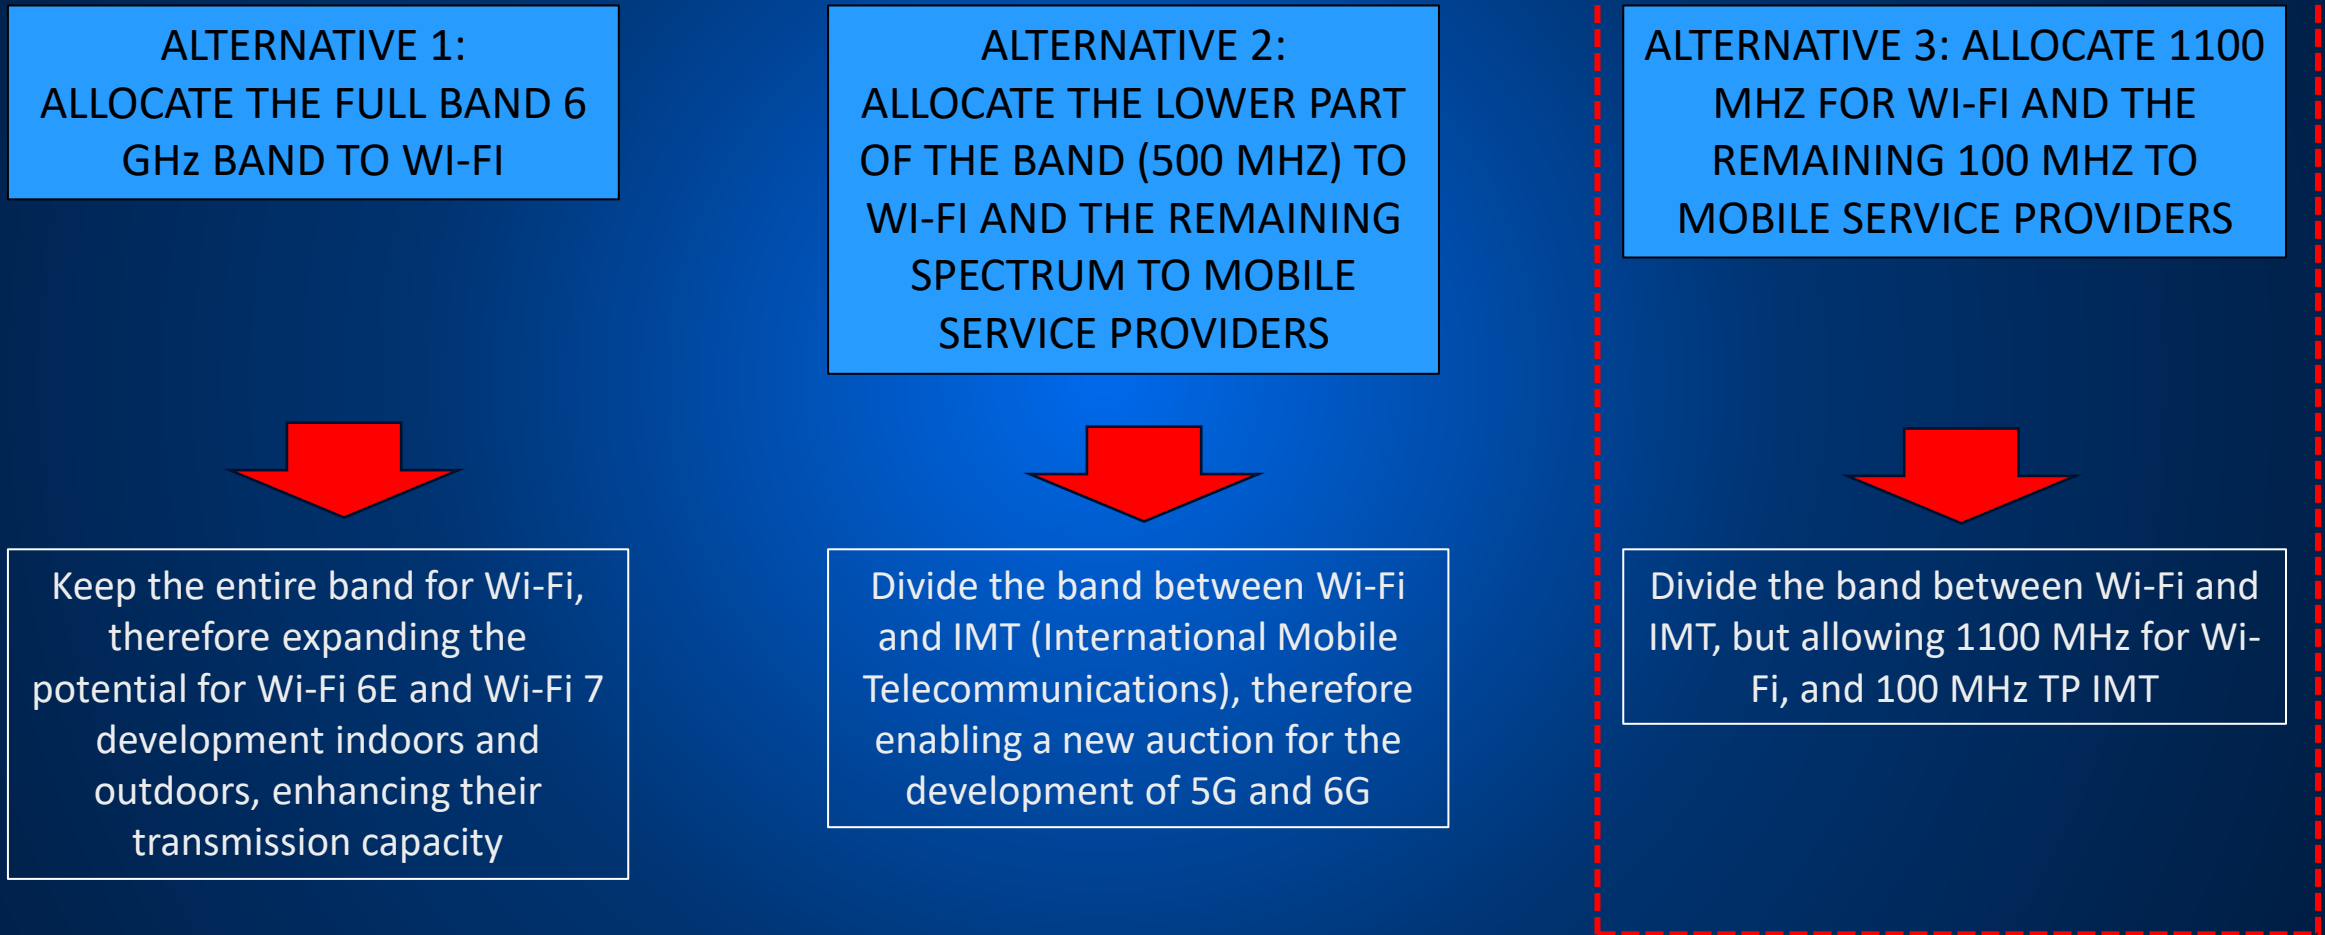 ALTERNATIVE 1:
ALLOCATE THE FULL BAND 6
GHz BAND TO WI-FI
Keep the entire band for Wi-Fi,
therefore expanding the
potential for Wi-Fi 6E and Wi-Fi 7
development indoors and
outdoors, enhancing their
transmission capacity
ALTERNATIVE 2:
ALLOCATE THE LOWER PART
OF THE BAND (500 MHZ) TO
WI-FI AND THE REMAINING
SPECTRUM TO MOBILE
SERVICE PROVIDERS
Divide the band between Wi-Fi
and IMT (International Mobile
Telecommunications), therefore
enabling a new auction for the
development of 5G and 6G
ALTERNATIVE 3: ALLOCATE 1100
MHZ FOR WI-FI AND THE
REMAINING 100 MHZ TO
MOBILE SERVICE PROVIDERS
Divide the band between Wi-Fi and
IMT, but allowing 1100 MHz for Wi-
Fi, and 100 MHz TP IMT